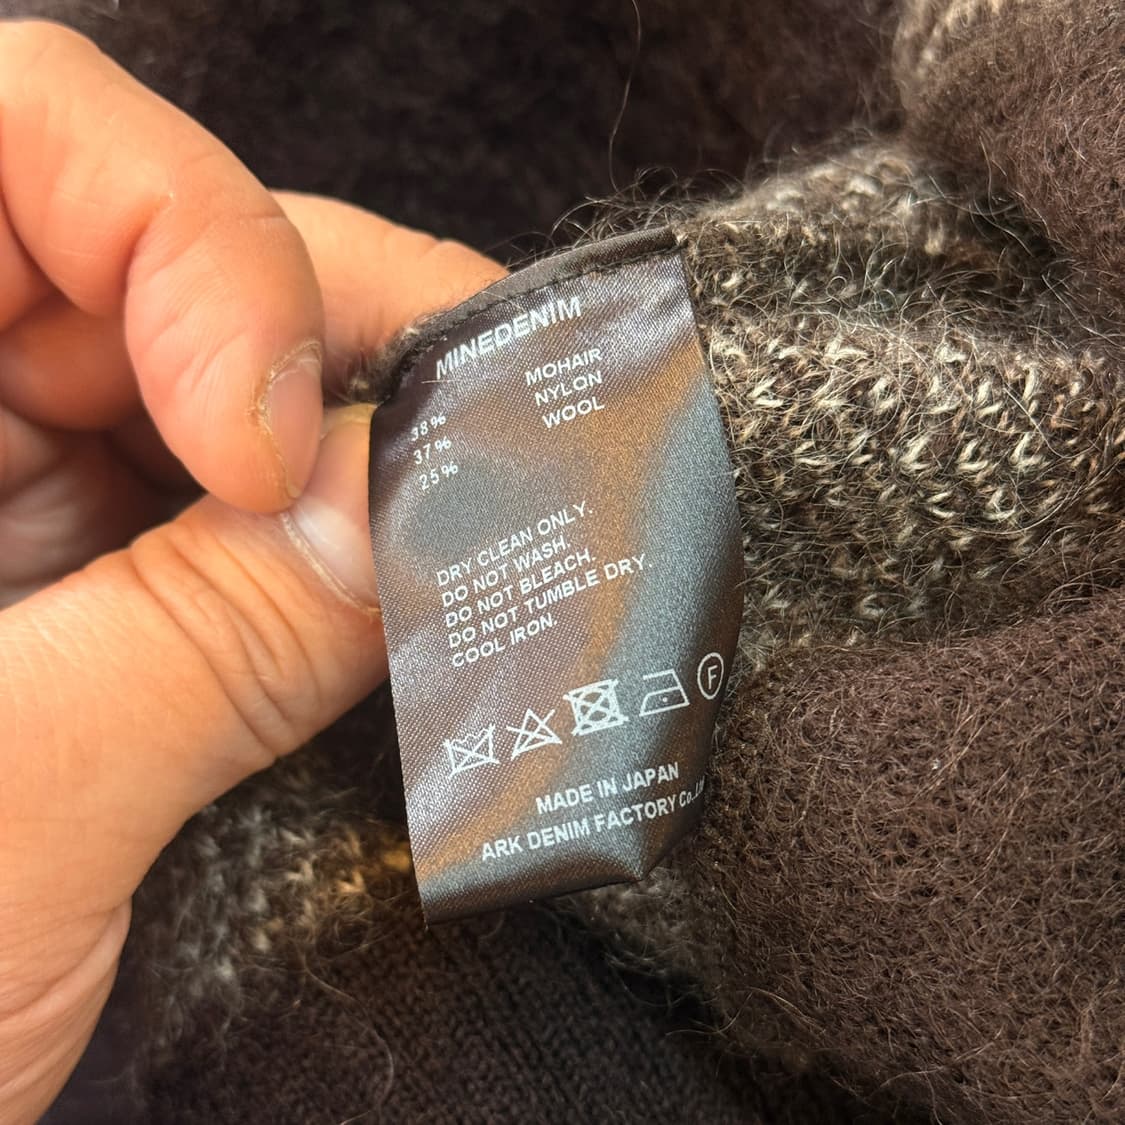 MINEDENIM
38% MOHAIR
37% NYLON
25% WOOL
DRY CLEAN ONLY.
DO NOT WASH.
DO NOT BLEACH.
DO NOT TUMBLE DRY.
COOL IRON.
F
MADE IN JAPAN
ARK DENIM FACTORY Co.,Ltd